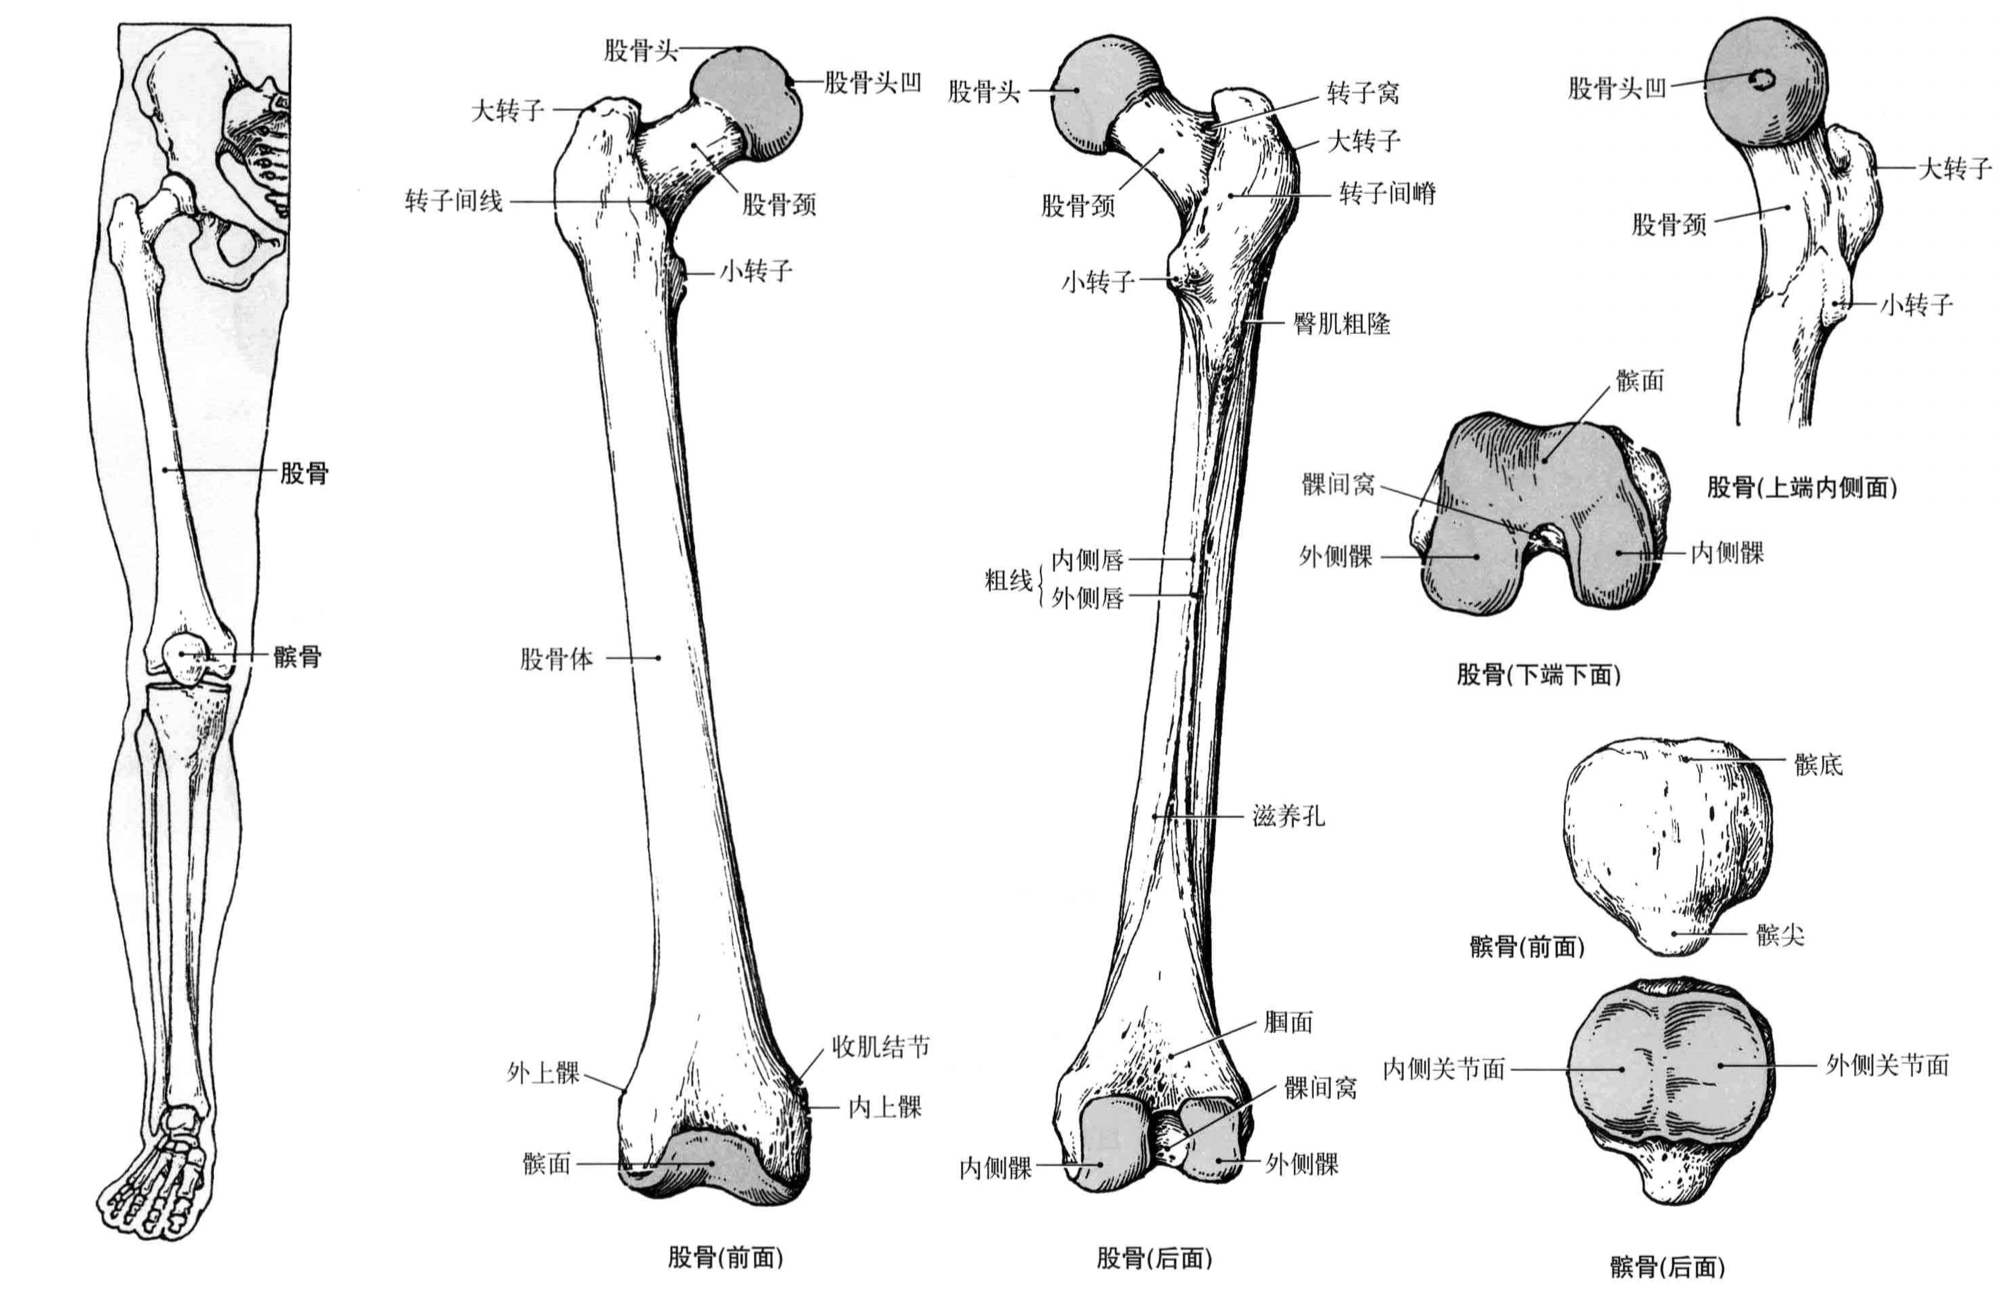 股骨
髌骨
股骨头
股骨头凹
大转子
转子间线
股骨颈
小转子
股骨体
收肌结节
外上髁
内上髁
髌面
股骨(前面)
股骨头
转子窝
大转子
股骨颈
转子间嵴
小转子
臀肌粗隆
粗线
内侧唇
外侧唇
滋养孔
腘面
髁间窝
内侧髁
外侧髁
股骨(后面)
股骨头凹
大转子
股骨颈
小转子
股骨(上端内侧面)
髌面
髁间窝
外侧髁
内侧髁
股骨(下端下面)
髌底
髌尖
髌骨(前面)
内侧关节面
外侧关节面
髌骨(后面)